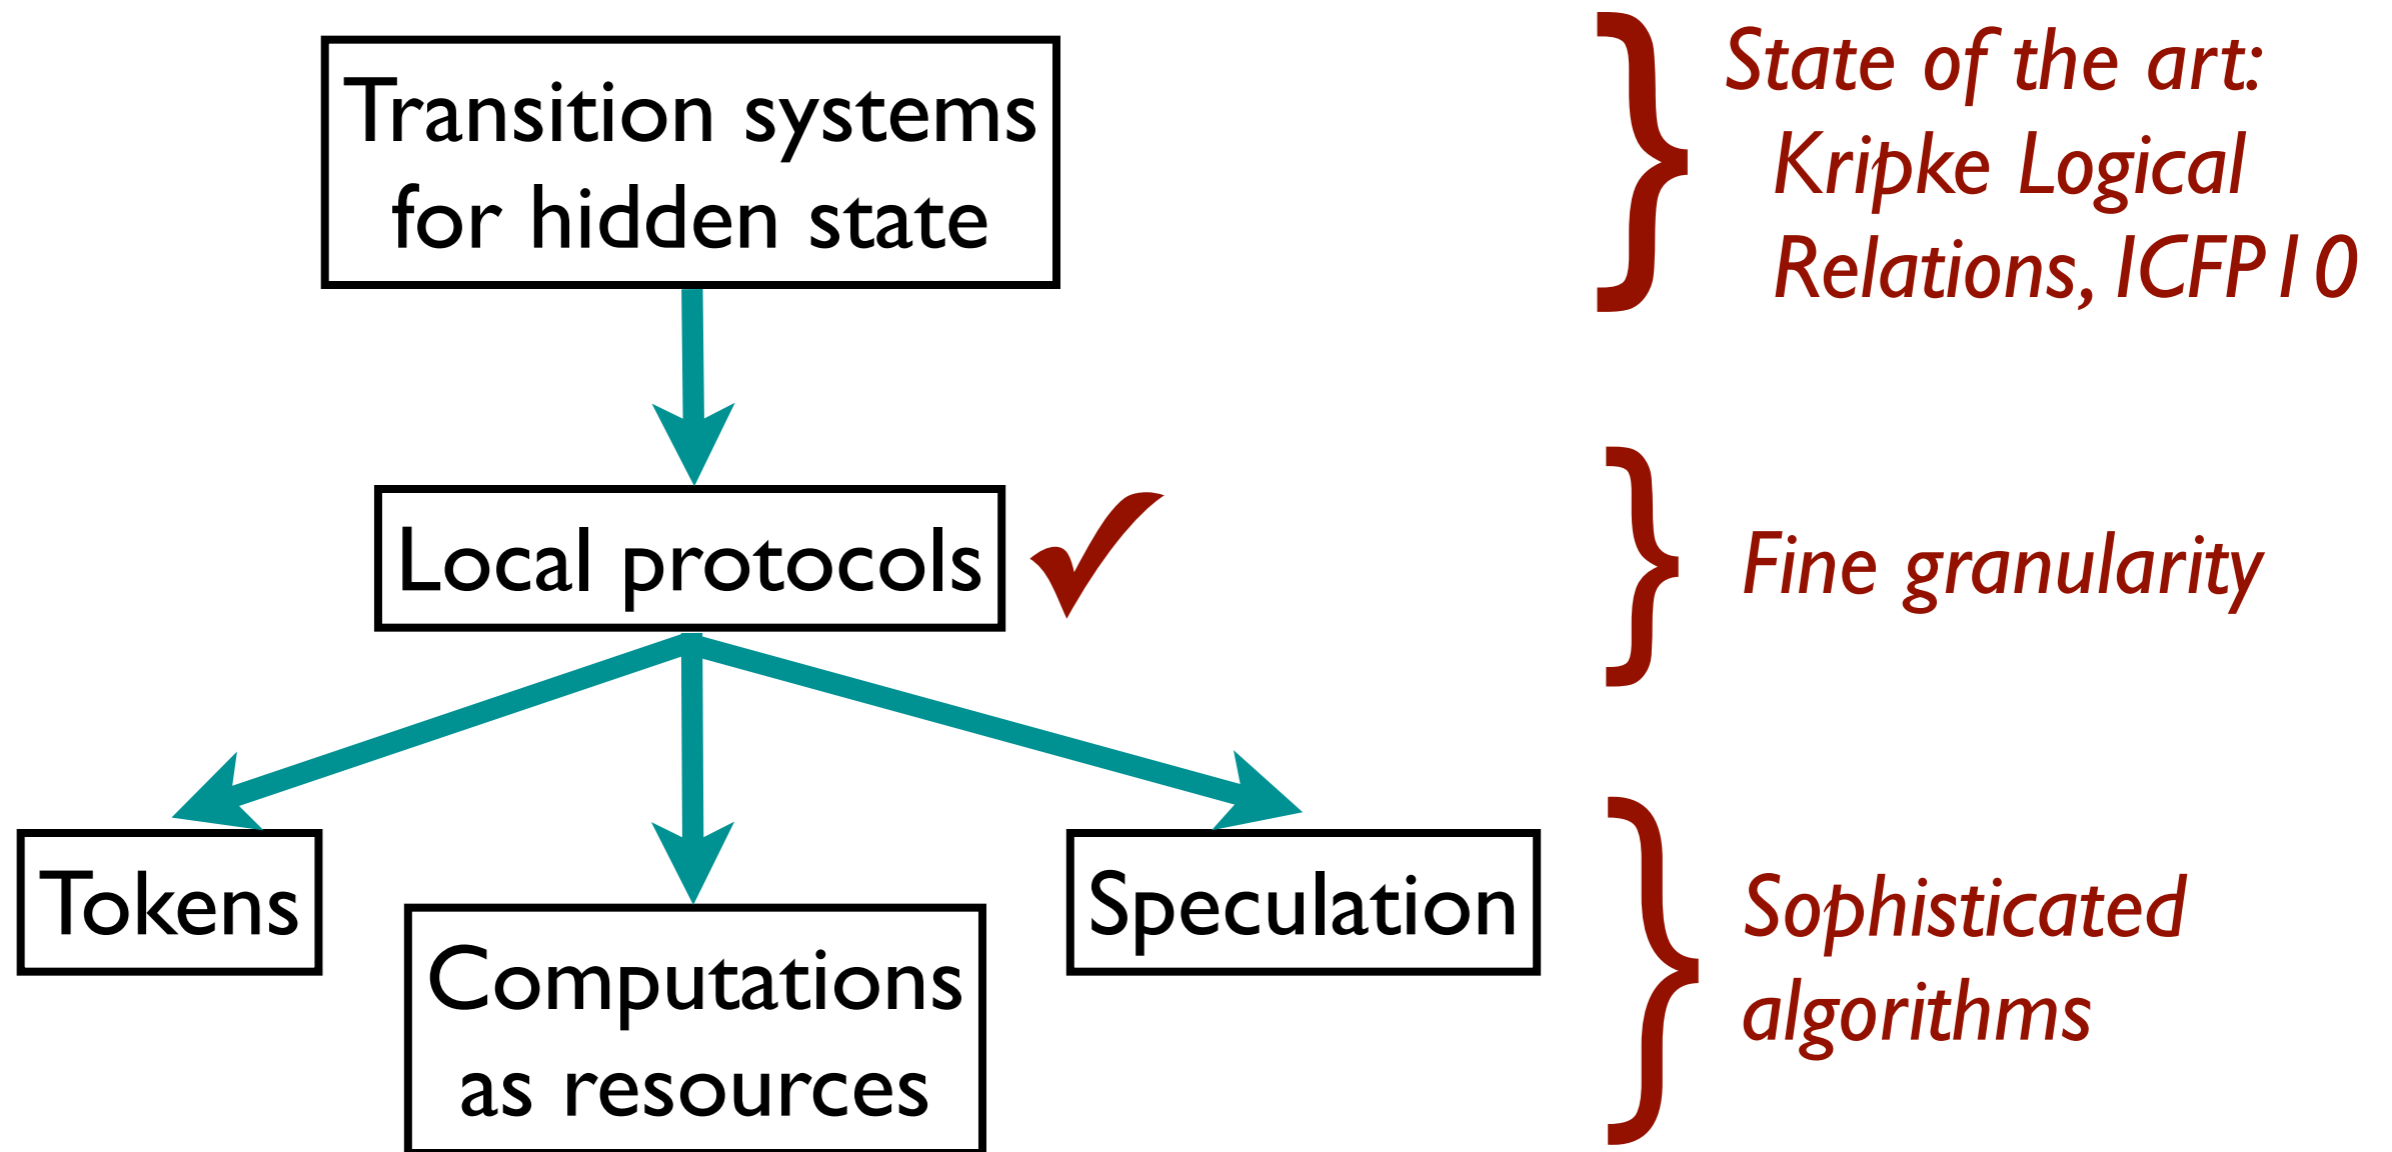 Transition systems
for hidden state
State of the art:
Kripke Logical
Relations, ICFP10
Local protocols
Fine granularity
Tokens
Computations
as resources
Speculation
Sophisticated
algorithms